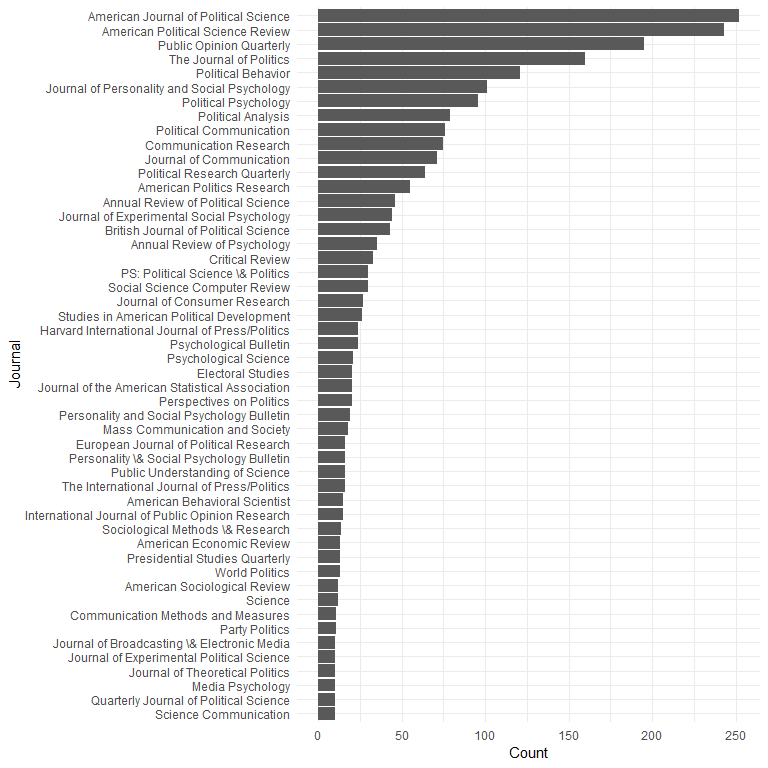 American Journal of Political Science
American Political Science Review
Public Opinion Quarterly
The Journal of Politics
Political Behavior
Journal of Personality and Social Psychology
Political Psychology
Political Analysis
Political Communication
Communication Research
Journal of Communication
Political Research Quarterly
American Politics Research
Annual Review of Political Science
Journal of Experimental Social Psychology
British Journal of Political Science
Annual Review of Psychology
Critical Review
PS: Political Science \& Politics
Social Science Computer Review
Journal of Consumer Research
Studies in American Political Development
Harvard International Journal of Press/Politics
Psychological Bulletin
Psychological Science
Electoral Studies
Journal of the American Statistical Association
Perspectives on Politics
Personality and Social Psychology Bulletin
Mass Communication and Society
European Journal of Political Research
Personality \& Social Psychology Bulletin
Public Understanding of Science
The International Journal of Press/Politics
American Behavioral Scientist
International Journal of Public Opinion Research
Sociological Methods \& Research
American Economic Review
Presidential Studies Quarterly
World Politics
American Sociological Review
Science
Communication Methods and Measures
Party Politics
Journal of Broadcasting \& Electronic Media
Journal of Experimental Political Science
Journal of Theoretical Politics
Media Psychology
Quarterly Journal of Political Science
Science Communication
Journal
0 50 100 150 200 250
Count